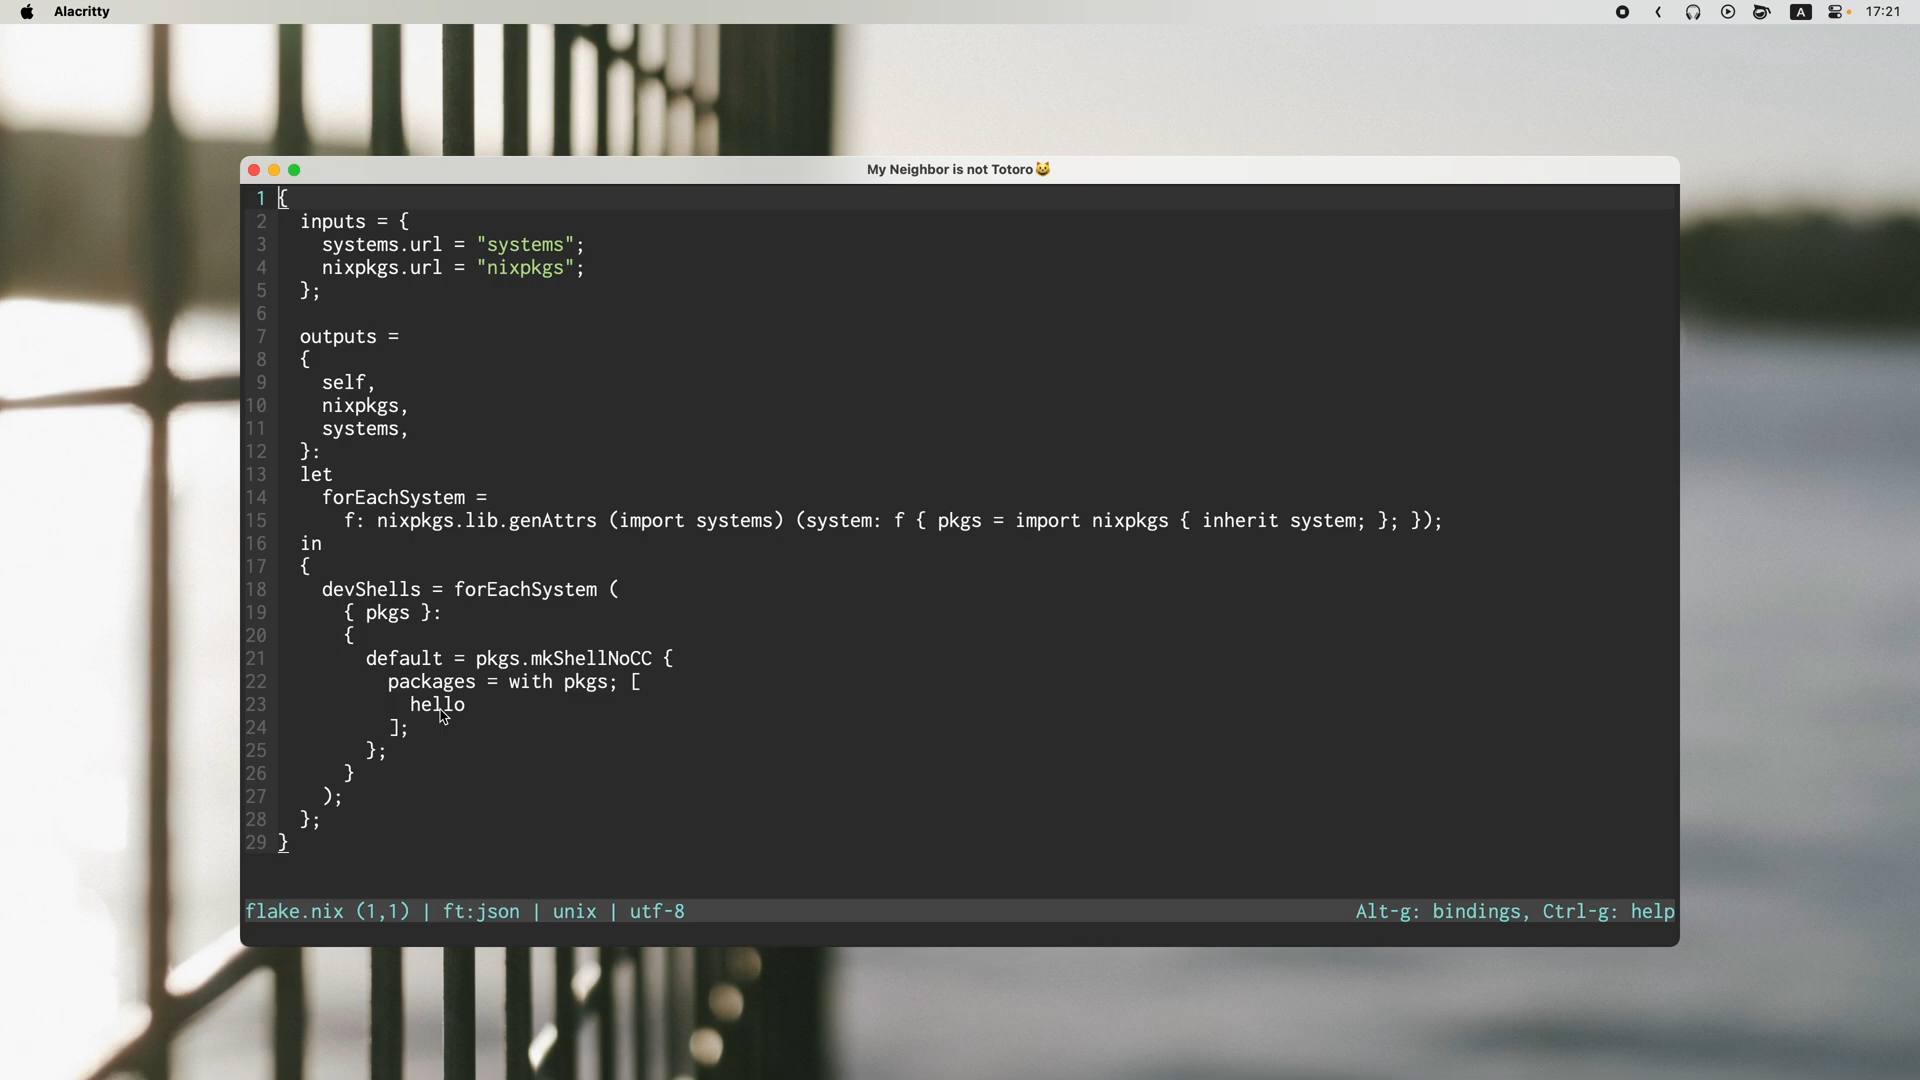 Alacritty
A
17:21
My Neighbor is not Totoro😺
1 {
2   inputs = {
3     systems.url = "systems";
4     nixpkgs.url = "nixpkgs";
5   };
6
7   outputs =
8   {
9     self,
10     nixpkgs,
11     systems,
12   }:
13   let
14     forEachSystem =
15       f: nixpkgs.lib.genAttrs (import systems) (system: f { pkgs = import nixpkgs { inherit system; }; });
16   in
17   {
18     devShells = forEachSystem (
19       { pkgs }:
20       {
21         default = pkgs.mkShellNoCC {
22           packages = with pkgs; [
23             hello
24           ];
25         };
26       }
27     );
28   };
29 }
flake.nix (1,1) | ft:json | unix | utf-8 Alt-g: bindings, Ctrl-g: help